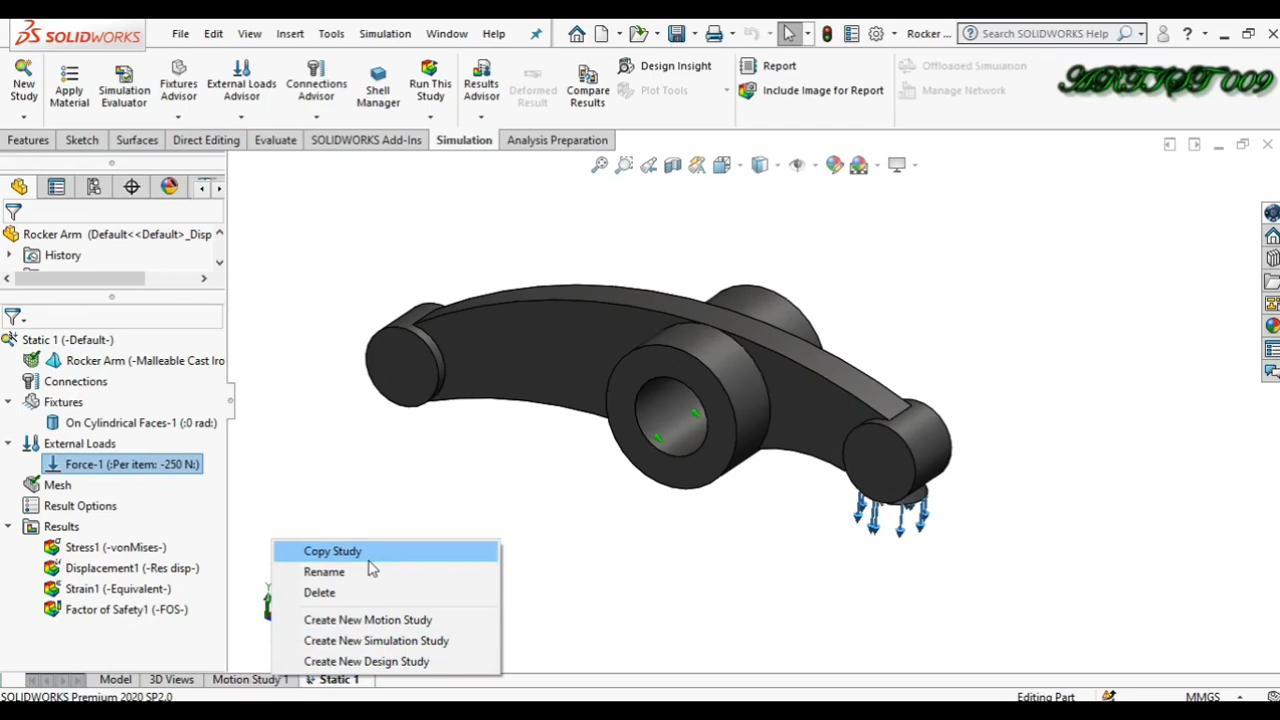 SOLIDWORKS File Edit View Insert Tools Simulation Window Help Rocker ... Search SOLIDWORKS Help ?
ARTIST 009
New Study
Apply Material
Simulation Evaluator
Fixtures Advisor
External Loads Advisor
Connections Advisor
Shell Manager
Run This Study
Results Advisor
Deformed Result
Compare Results
Design Insight
Plot Tools
Report
Include Image for Report
Offloaded Simulation
Manage Network
Features Sketch Surfaces Direct Editing Evaluate SOLIDWORKS Add-Ins Simulation Analysis Preparation
Rocker Arm (Default<<Default>_Disp
History
Static 1 (-Default-)
Rocker Arm (-Malleable Cast Iro
Connections
Fixtures
On Cylindrical Faces-1 (:0 rad:)
External Loads
Force-1 (:Per item: -250 N:)
Mesh
Result Options
Results
Stress1 (-vonMises-)
Displacement1 (-Res disp-)
Strain1 (-Equivalent-)
Factor of Safety1 (-FOS-)
Copy Study
Rename
Delete
Create New Motion Study
Create New Simulation Study
Create New Design Study
Model 3D Views Motion Study 1 Static 1
SOLIDWORKS Premium 2020 SP2.0 Editing Part MMGS